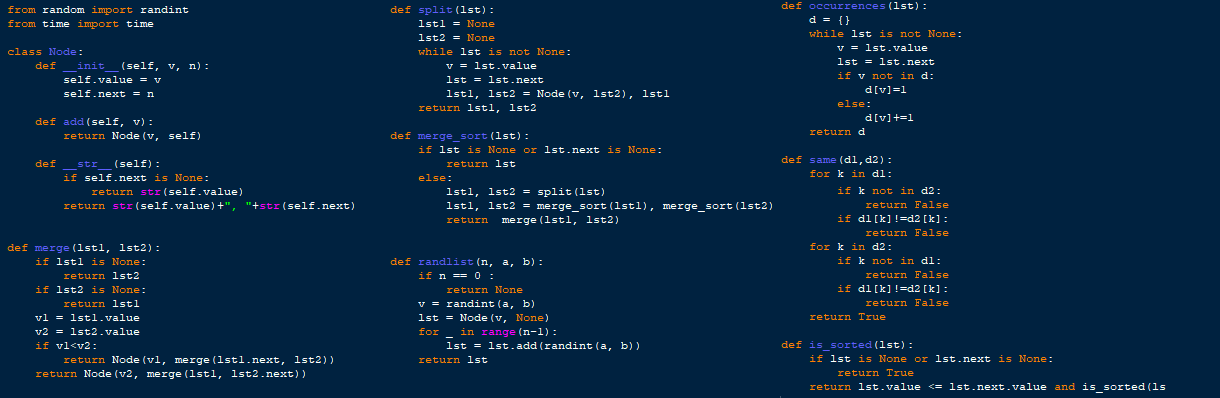 from random import randint
from time import time
class Node:
    def __init__(self, v, n):
        self.value = v
        self.next = n
    def add(self, v):
        return Node(v, self)
    def __str__(self):
        if self.next is None:
            return str(self.value)
        return str(self.value)+", "+str(self.next)
def merge(lst1, lst2):
    if lst1 is None:
        return lst2
    if lst2 is None:
        return lst1
    v1 = lst1.value
    v2 = lst2.value
    if v1<v2:
        return Node(v1, merge(lst1.next, lst2))
    return Node(v2, merge(lst1, lst2.next))
def split(lst):
    lst1 = None
    lst2 = None
    while lst is not None:
        v = lst.value
        lst = lst.next
        lst1, lst2 = Node(v, lst2), lst1
    return lst1, lst2
def merge_sort(lst):
    if lst is None or lst.next is None:
        return lst
    else:
        lst1, lst2 = split(lst)
        lst1, lst2 = merge_sort(lst1), merge_sort(lst2)
        return  merge(lst1, lst2)
def randlist(n, a, b):
    if n == 0 :
        return None
    v = randint(a, b)
    lst = Node(v, None)
    for _ in range(n-1):
        lst = lst.add(randint(a, b))
    return lst
def occurrences(lst):
    d = {}
    while lst is not None:
        v = lst.value
        lst = lst.next
        if v not in d:
            d[v]=1
        else:
            d[v]+=1
    return d
def same(d1,d2):
    for k in d1:
        if k not in d2:
            return False
        if d1[k]!=d2[k]:
            return False
    for k in d2:
        if k not in d1:
            return False
        if d1[k]!=d2[k]:
            return False
    return True
def is_sorted(lst):
    if lst is None or lst.next is None:
        return True
    return lst.value <= lst.next.value and is_sorted(ls